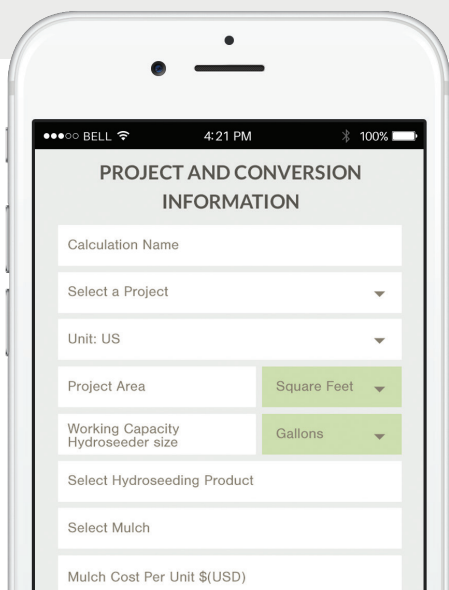 BELL 4:21 PM 100%
PROJECT AND CONVERSION
INFORMATION
Calculation Name
Select a Project
Unit: US
Project Area Square Feet
Working Capacity
Hydroseeder size Gallons
Select Hydroseeding Product
Select Mulch
Mulch Cost Per Unit $(USD)